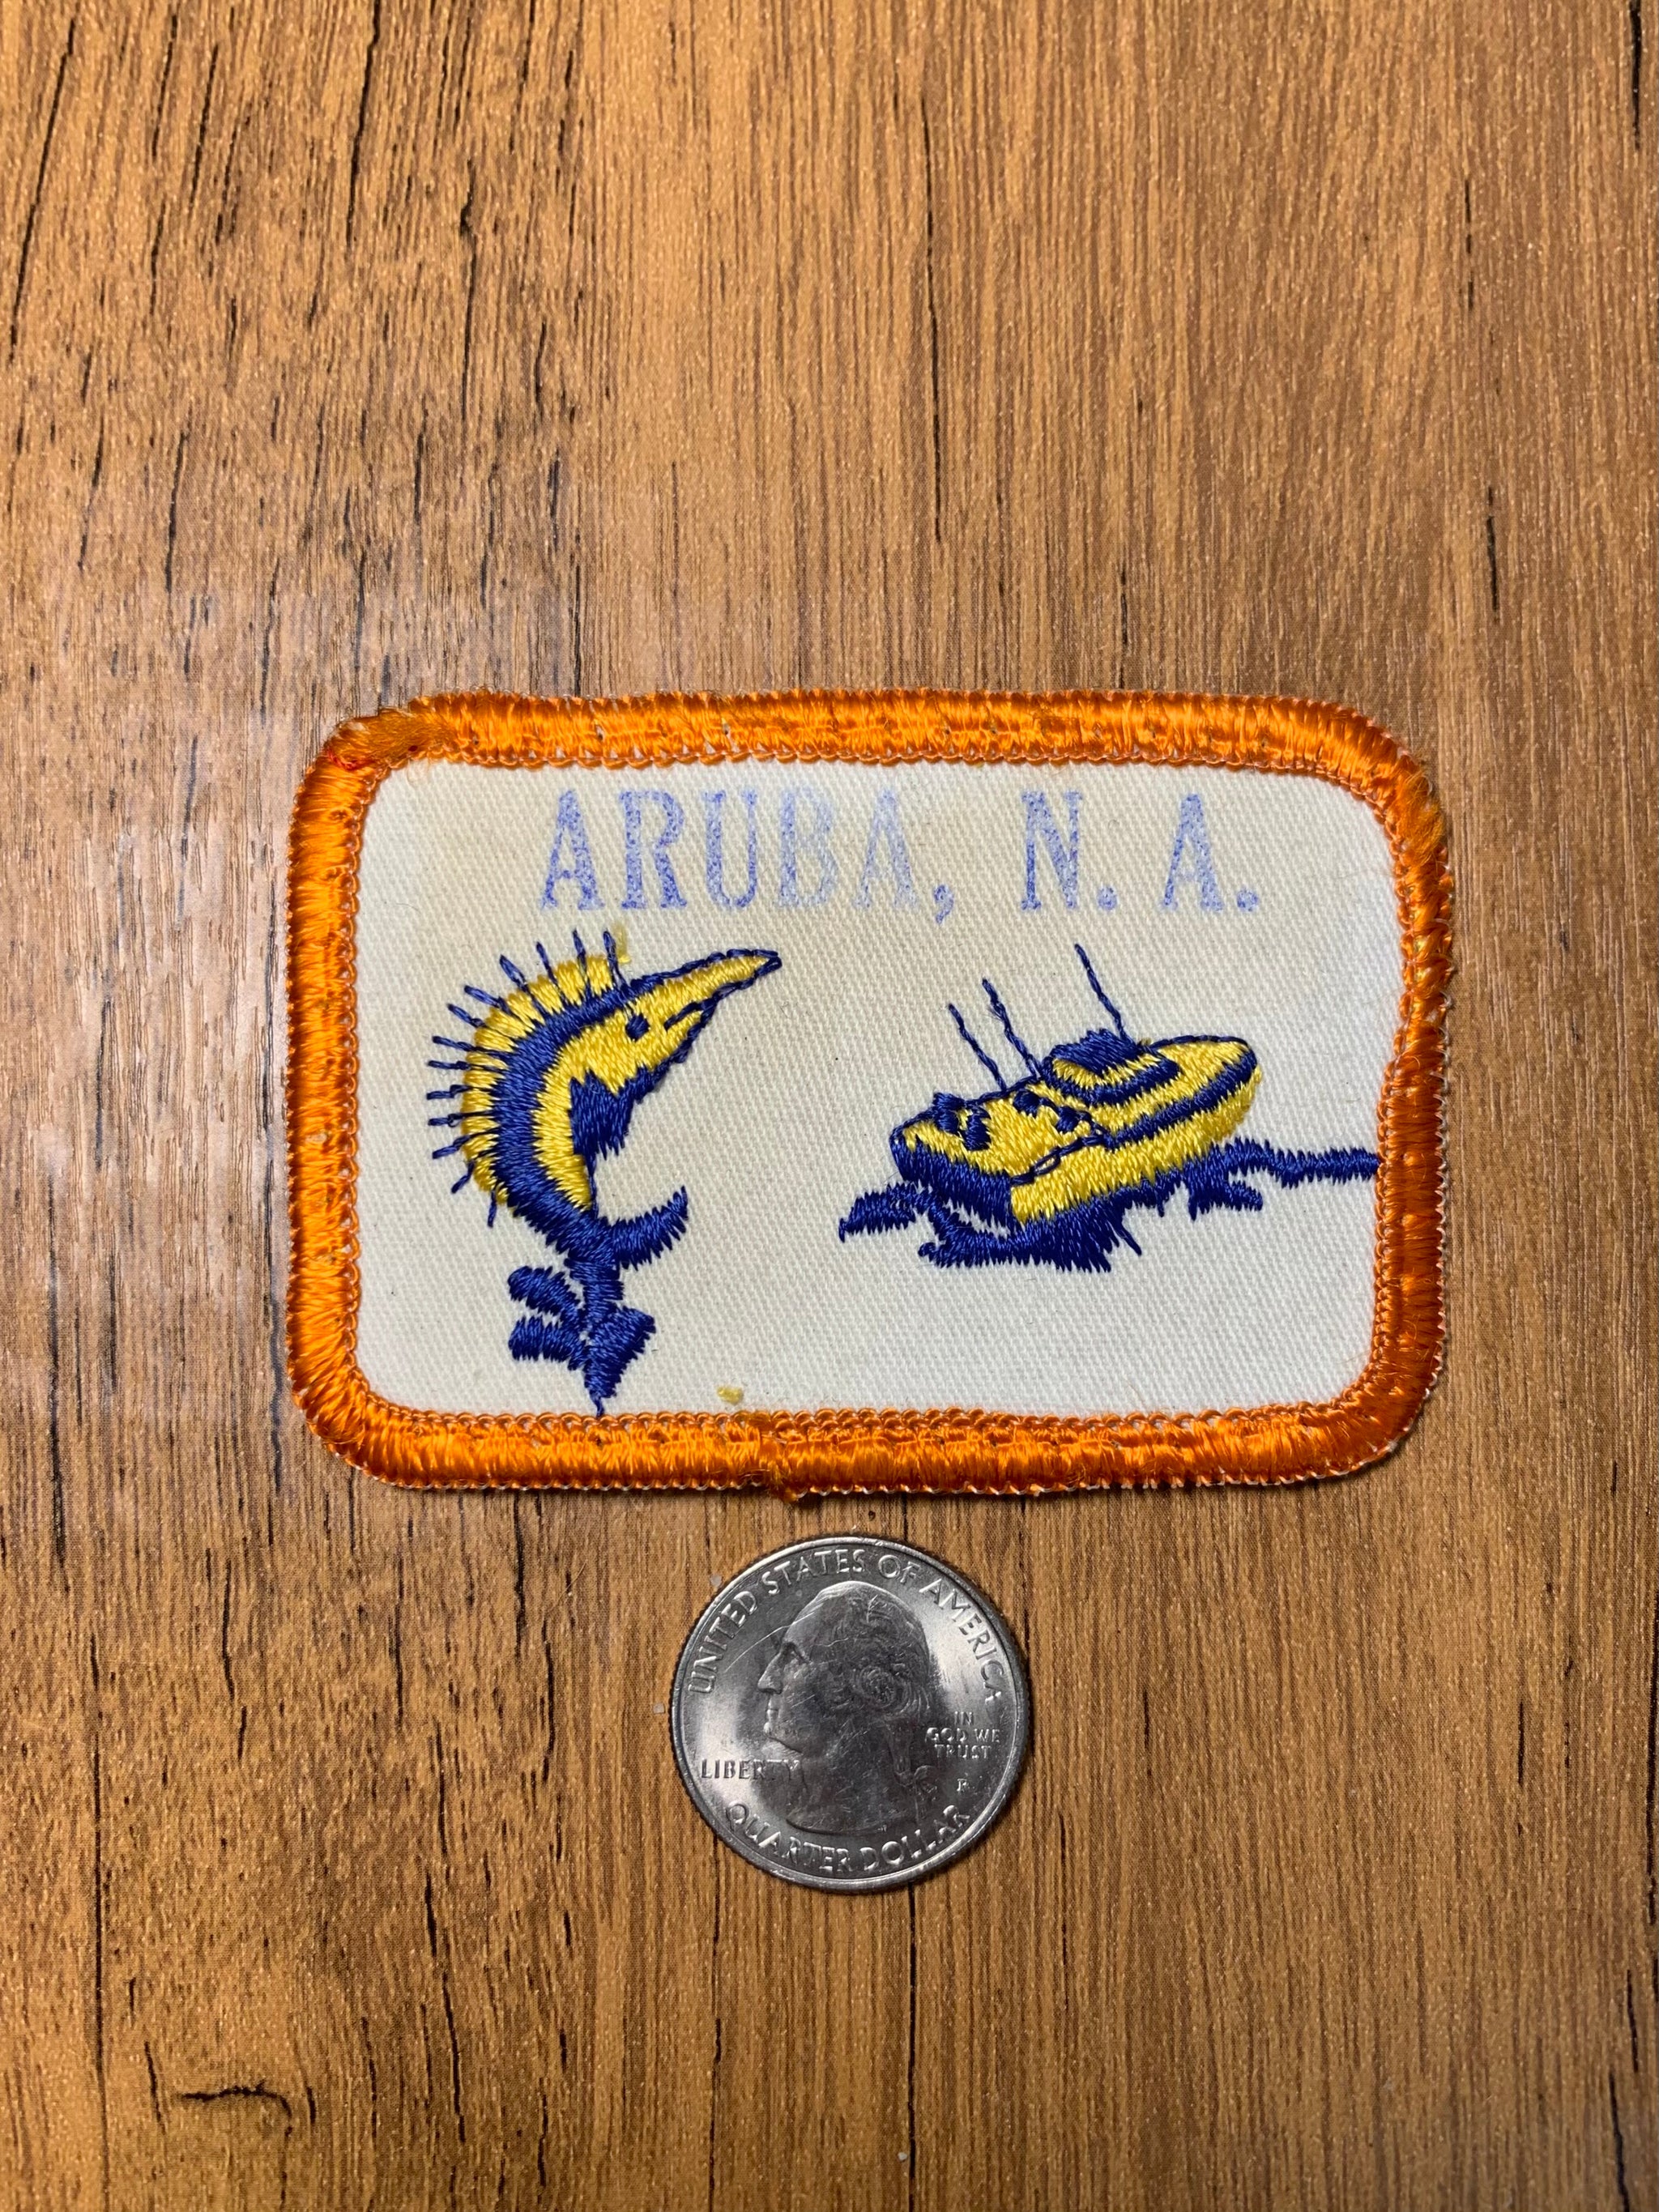 ARUBA, N. A.
UNITED STATES OF AMERICA
IN
GOD WE
TRUST
LIBERTY
P
QUARTER DOLLAR